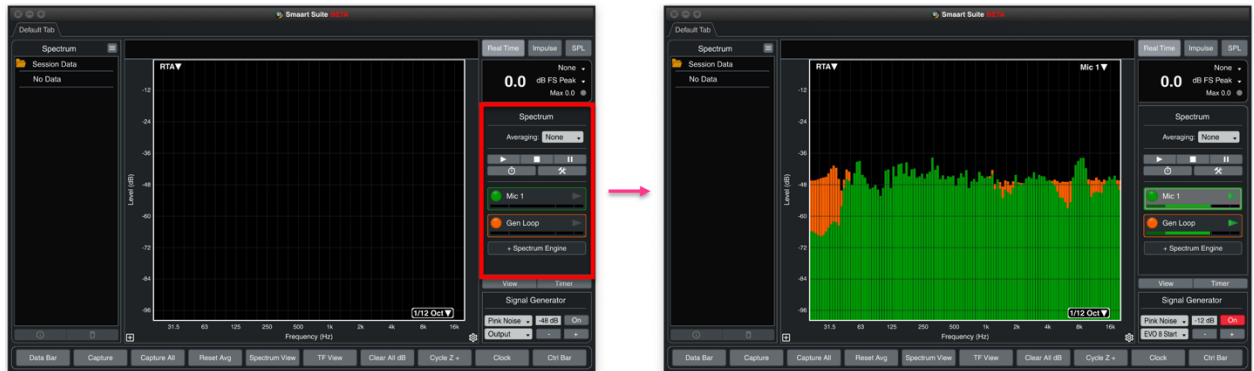 Smaart Suite BETA
Default Tab
Spectrum
Session Data
No Data
RTA▼
-12
-24
-36
-48
-60
-72
-84
-96
Level (dB)
1/12 Oct ▼
31.5 63 125 250 500 1k 2k 4k 8k 16k
Frequency (Hz)
Real Time Impulse SPL
None
0.0 dB FS Peak
Max 0.0
Spectrum
Averaging: None
Mic 1
Gen Loop
+ Spectrum Engine
View Timer
Signal Generator
Pink Noise -48 dB On
Output - +
Data Bar Capture Capture All Reset Avg Spectrum View TF View Clear All dB Cycle Z + Clock Ctrl Bar
Smaart Suite BETA
Default Tab
Spectrum
Session Data
No Data
RTA▼ Mic 1▼
-12
-24
-36
-48
-60
-72
-84
-96
Level (dB)
1/12 Oct ▼
31.5 63 125 250 500 1k 2k 4k 8k 16k
Frequency (Hz)
Real Time Impulse SPL
None
0.0 dB FS Peak
Max 0.0
Spectrum
Averaging: None
Mic 1
Gen Loop
+ Spectrum Engine
View Timer
Signal Generator
Pink Noise -12 dB On
EVO 8 Start - +
Data Bar Capture Capture All Reset Avg Spectrum View TF View Clear All dB Cycle Z + Clock Ctrl Bar